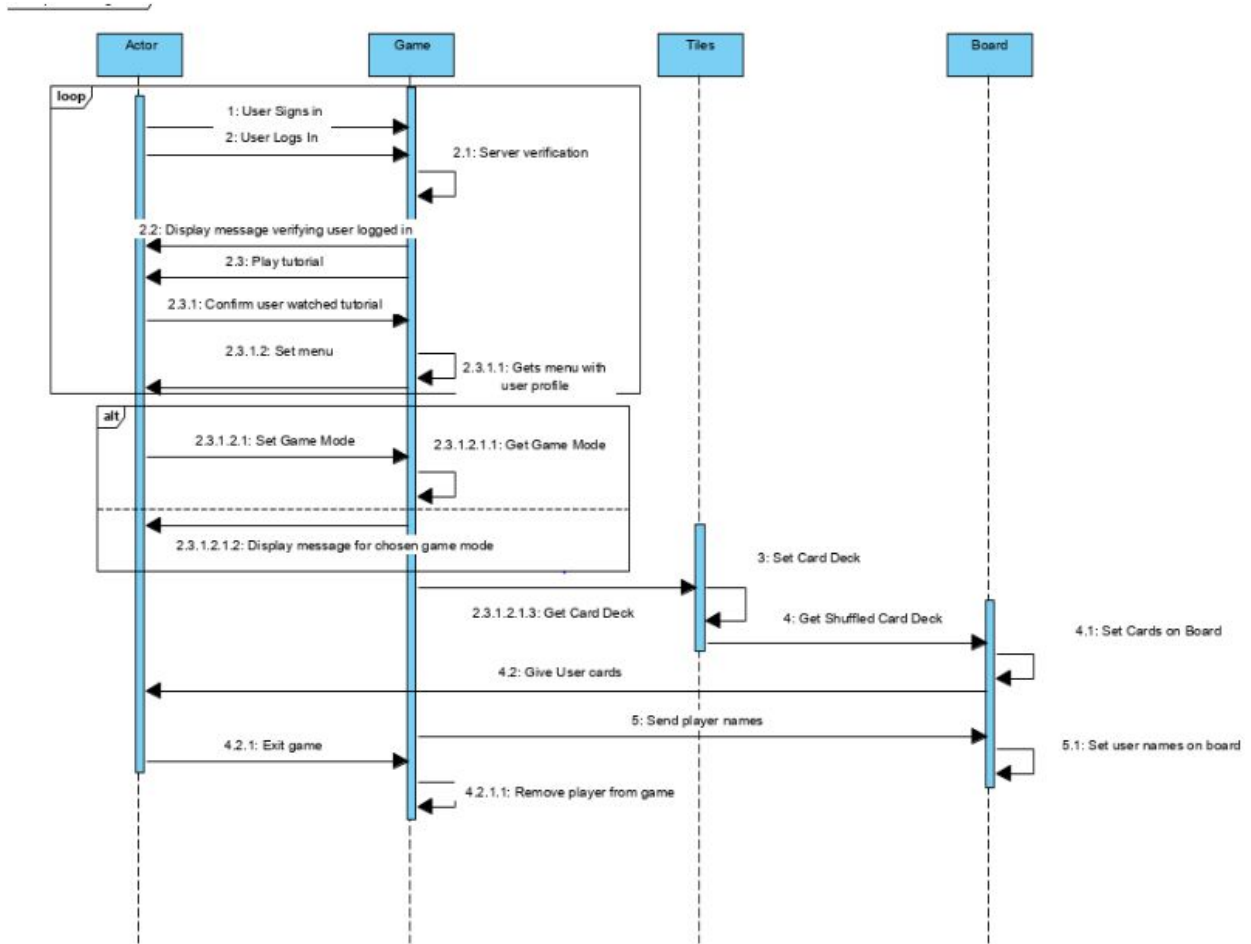 Actor
Game
Tiles
Board
loop
1: User Signs in
2: User Logs In
2.1: Server verification
2.2: Display message verifying user logged in
2.3: Play tutorial
2.3.1: Confirm user watched tutorial
2.3.1.2: Set menu
2.3.1.1: Gets menu with
user profile
alt
2.3.1.2.1: Set Game Mode
2.3.1.2.1.1: Get Game Mode
2.3.1.2.1.2: Display message for chosen game mode
3: Set Card Deck
2.3.1.2.1.3: Get Card Deck
4: Get Shuffled Card Deck
4.1: Set Cards on Board
4.2: Give User cards
5: Send player names
4.2.1: Exit game
5.1: Set user names on board
4.2.1.1: Remove player from game